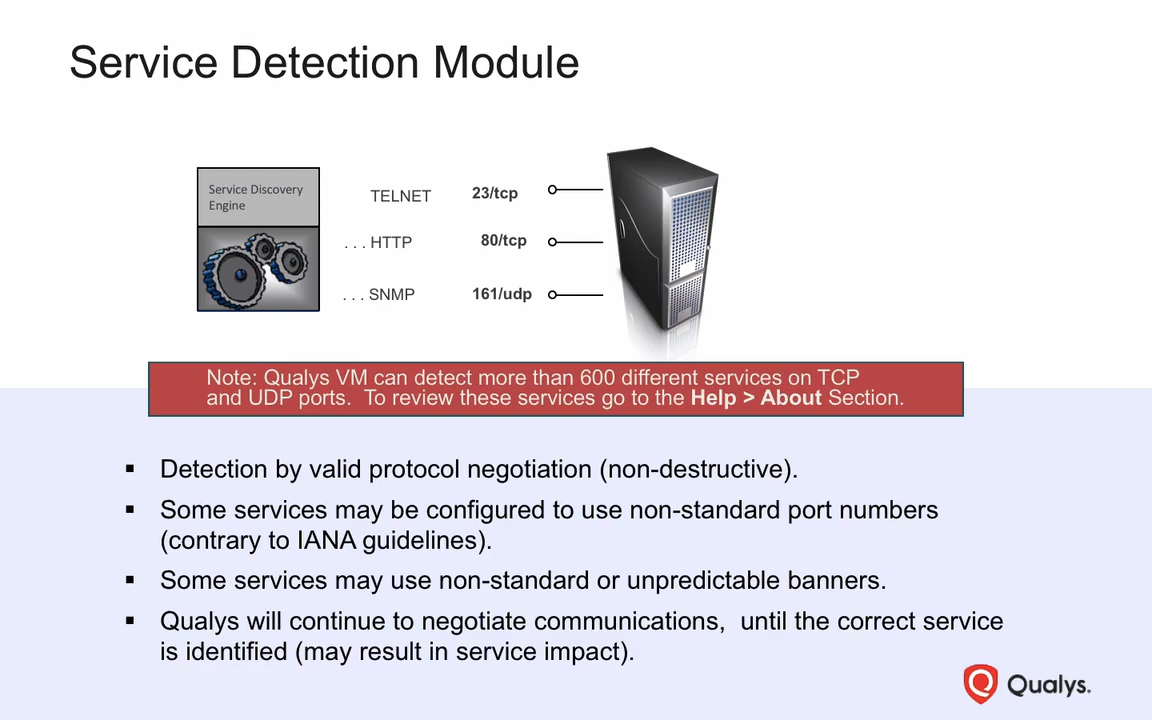 Service Detection Module
Service Discovery
Engine
TELNET 23/tcp
. . . HTTP 80/tcp
. . . SNMP 161/udp
Note: Qualys VM can detect more than 600 different services on TCP
and UDP ports.  To review these services go to the Help > About Section.
▪ Detection by valid protocol negotiation (non-destructive).
▪ Some services may be configured to use non-standard port numbers
(contrary to IANA guidelines).
▪ Some services may use non-standard or unpredictable banners.
▪ Qualys will continue to negotiate communications,  until the correct service
is identified (may result in service impact).
Qualys.